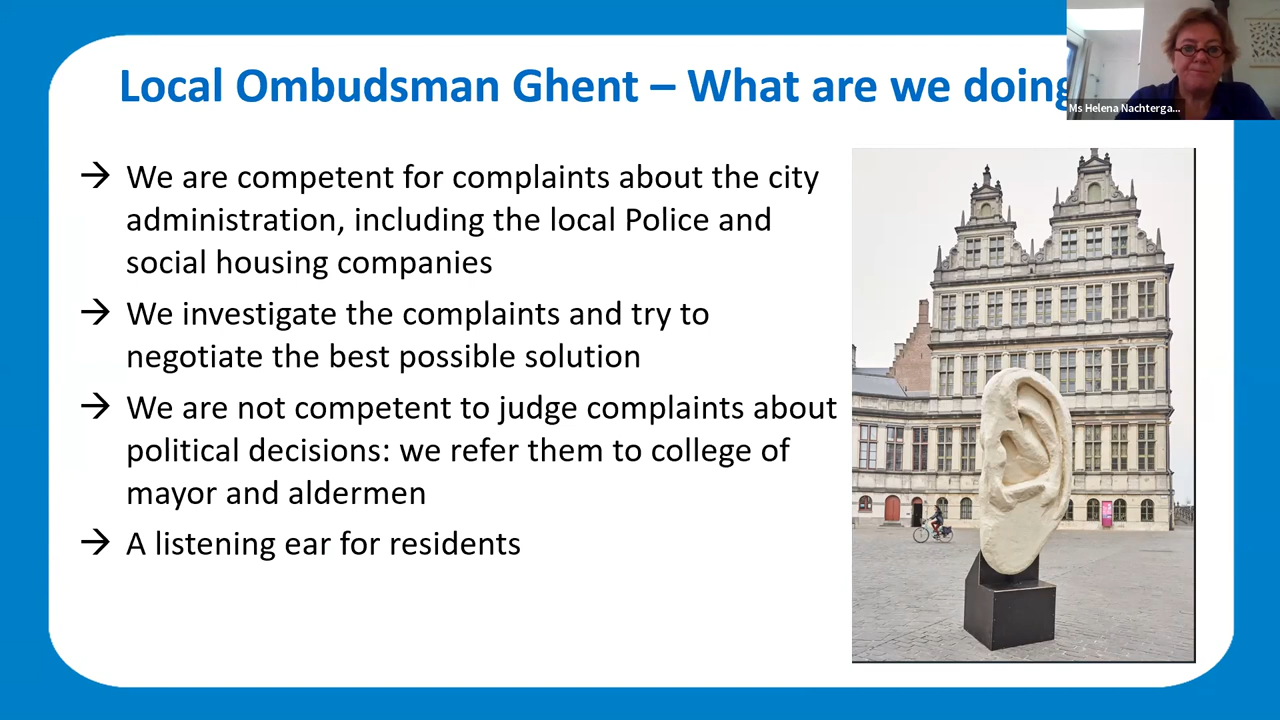 Local Ombudsman Ghent – What are we doing
Ms Helena Nachterga...
→ We are competent for complaints about the city
administration, including the local Police and
social housing companies
→ We investigate the complaints and try to
negotiate the best possible solution
→ We are not competent to judge complaints about
political decisions: we refer them to college of
mayor and aldermen
→ A listening ear for residents